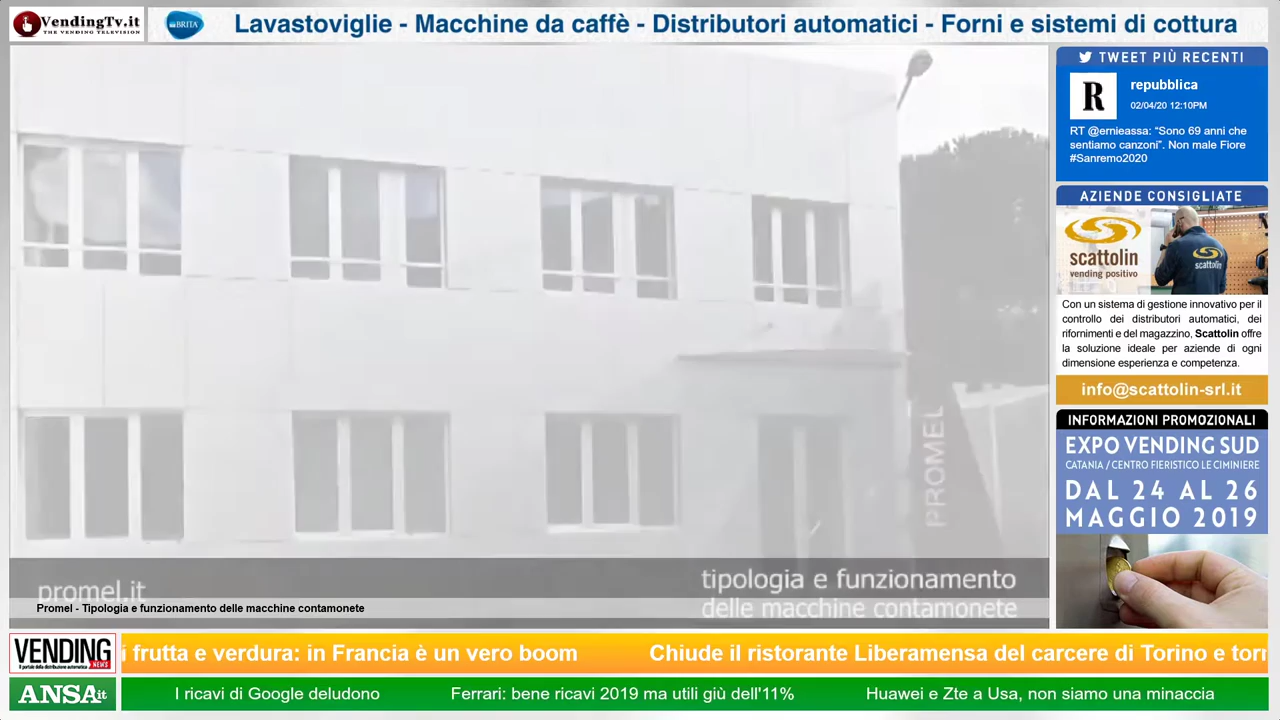 VendingTv.it
THE VENDING TELEVISION
BRITA
Lavastoviglie - Macchine da caffè - Distributori automatici - Forni e sistemi di cottura
TWEET PIÙ RECENTI
R
repubblica
02/04/20 12:10PM
RT @ernieassa: “Sono 69 anni che
sentiamo canzoni”. Non male Fiore
#Sanremo2020
AZIENDE CONSIGLIATE
scattolin
vending positivo
scattolin
Con un sistema di gestione innovativo per il
controllo dei distributori automatici, dei
rifornimenti e del magazzino, Scattolin offre
la soluzione ideale per aziende di ogni
dimensione esperienza e competenza.
info@scattolin-srl.it
INFORMAZIONI PROMOZIONALI
EXPO VENDING SUD
CATANIA / CENTRO FIERISTICO LE CIMINIERE
DAL 24 AL 26
MAGGIO 2019
PROMEL
promel.it
tipologia e funzionamento
delle macchine contamonete
Promel - Tipologia e funzionamento delle macchine contamonete
VENDING NEWS
Il portale della distribuzione automatica
frutta e verdura: in Francia è un vero boom
Chiude il ristorante Liberamensa del carcere di Torino e torn
ANSA.it
I ricavi di Google deludono
Ferrari: bene ricavi 2019 ma utili giù dell'11%
Huawei e Zte a Usa, non siamo una minaccia